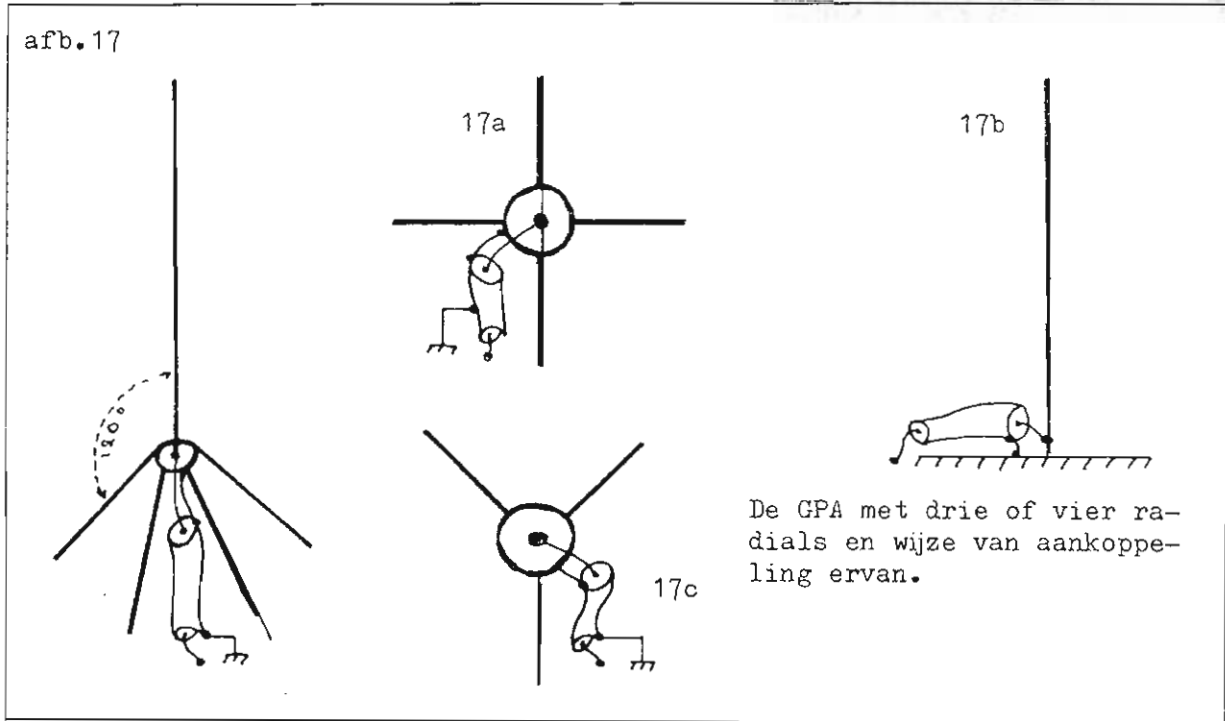 afb.17
17a
17b
120°
17c
De GPA met drie of vier ra-
dials en wijze van aankoppe-
ling ervan.